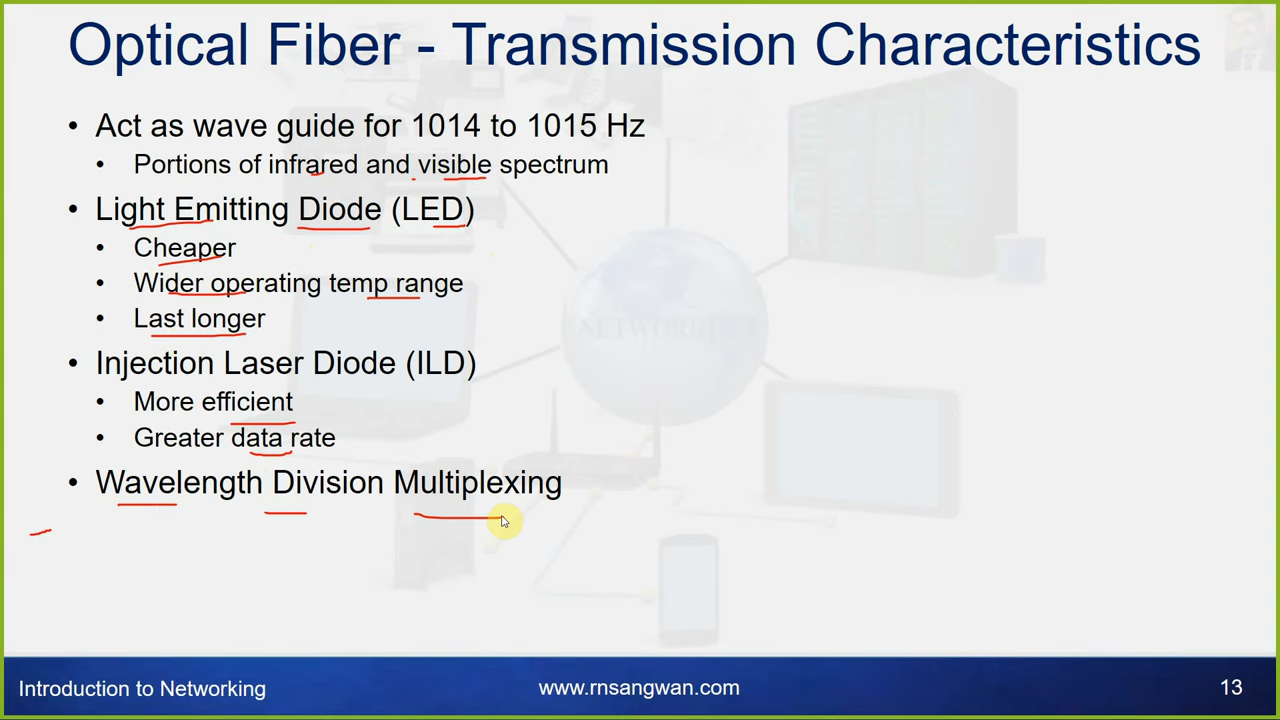 Optical Fiber - Transmission Characteristics
• Act as wave guide for 1014 to 1015 Hz
• Portions of infrared and visible spectrum
• Light Emitting Diode (LED)
• Cheaper
• Wider operating temp range
• Last longer
• Injection Laser Diode (ILD)
• More efficient
• Greater data rate
• Wavelength Division Multiplexing
Introduction to Networking
www.rnsangwan.com
13